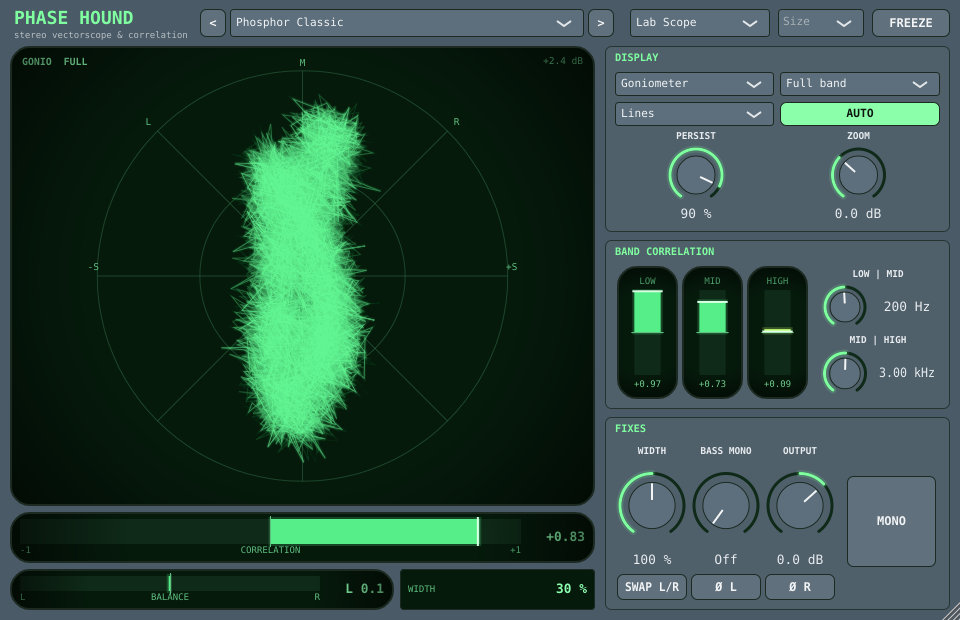 PHASE HOUND
stereo vectorscope & correlation
<
Phosphor Classic
>
Lab Scope
Size
FREEZE
GONIO FULL
+2.4 dB
M
L
R
-S
+S
DISPLAY
Goniometer
Full band
Lines
AUTO
PERSIST
ZOOM
90 %
0.0 dB
BAND CORRELATION
LOW
MID
HIGH
+0.97
+0.73
+0.09
LOW | MID
200 Hz
MID | HIGH
3.00 kHz
FIXES
WIDTH
BASS MONO
OUTPUT
100 %
Off
0.0 dB
MONO
SWAP L/R
Ø L
Ø R
-1
CORRELATION
+1
+0.83
L
BALANCE
R
L 0.1
WIDTH
30 %